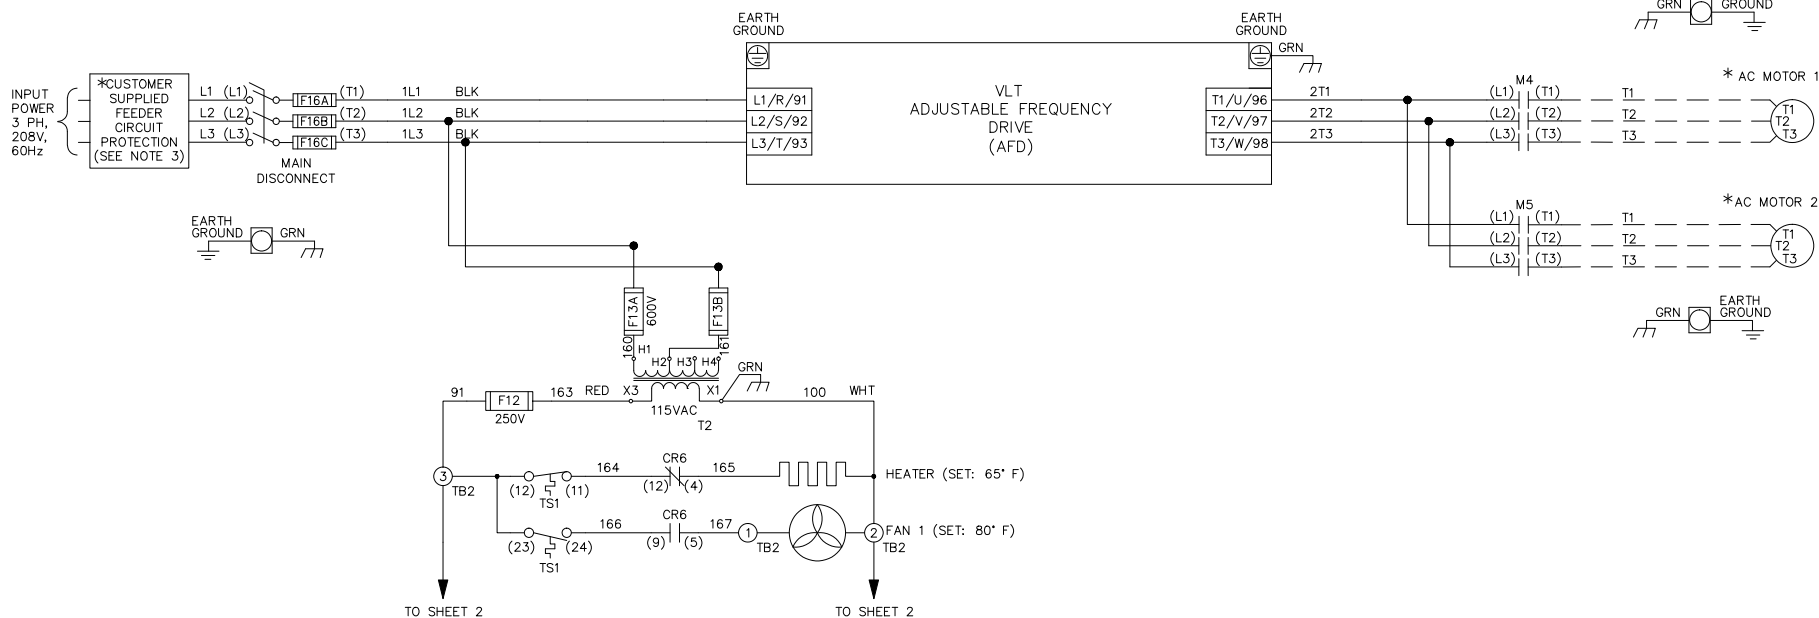 GRN GROUND
EARTH GROUND
EARTH GROUND
GRN
INPUT
POWER
3 PH,
208V,
60Hz
*CUSTOMER
SUPPLIED
FEEDER
CIRCUIT
PROTECTION
(SEE NOTE 3)
L1 (L1) F16A (T1) 1L1 BLK
L2 (L2) F16B (T2) 1L2 BLK
L3 (L3) F16C (T3) 1L3 BLK
MAIN
DISCONNECT
L1/R/91
L2/S/92
L3/T/93
VLT
ADJUSTABLE FREQUENCY
DRIVE
(AFD)
T1/U/96 2T1
T2/V/97 2T2
T3/W/98 2T3
M4
(L1) (T1) T1
(L2) (T2) T2
(L3) (T3) T3
* AC MOTOR 1
T1
T2
T3
M5
(L1) (T1) T1
(L2) (T2) T2
(L3) (T3) T3
*AC MOTOR 2
T1
T2
T3
EARTH
GROUND GRN
GRN EARTH
GROUND
F13A
600V
F13B
160
161
H1 H2 H3 H4
GRN
91 F12 163 RED X3 X1 100 WHT
250V
115VAC
T2
3
TB2
(12) (11)
TS1
164
CR6
(12) (4)
165
HEATER (SET: 65° F)
(23) (24)
TS1
166
CR6
(9) (5)
167
1
TB2
2
TB2
FAN 1 (SET: 80° F)
TO SHEET 2
TO SHEET 2